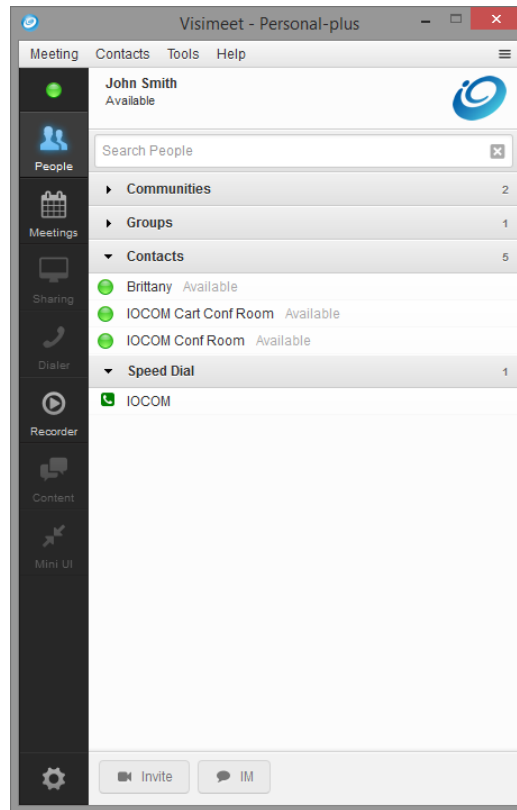 Visimeet - Personal-plus
Meeting Contacts Tools Help
John Smith
Available
People
Search People
Communities 2
Meetings
Groups 1
Contacts 5
Brittany Available
Sharing
IOCOM Cart Conf Room Available
IOCOM Conf Room Available
Dialer
Speed Dial 1
IOCOM
Recorder
Content
Mini UI
Invite IM